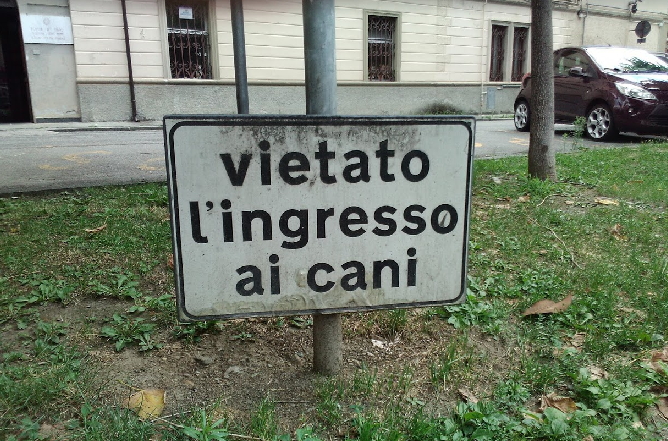 vietato
l'ingresso
ai cani